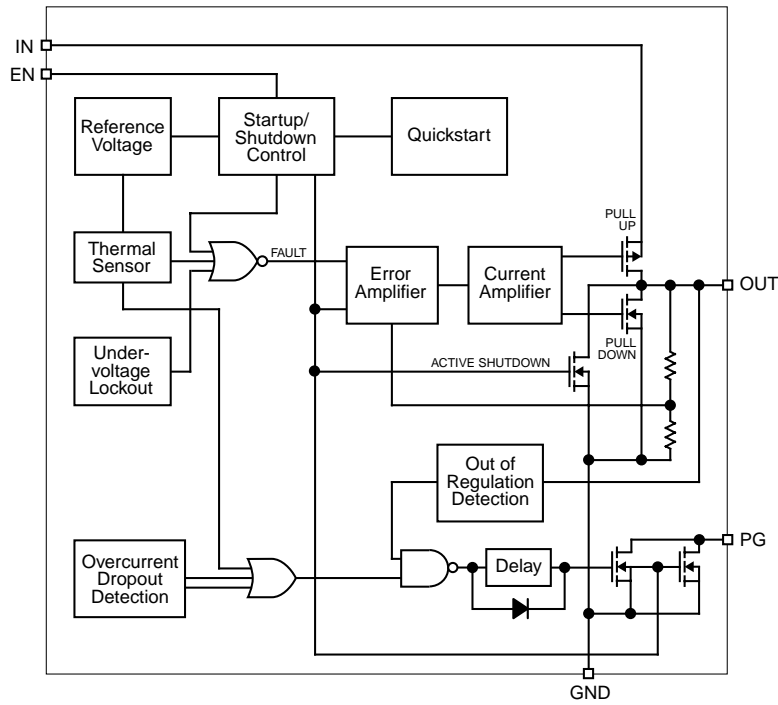 IN
EN
Reference
Voltage
Startup/
Shutdown
Control
Quickstart
PULL
UP
Thermal
Sensor
FAULT
Error
Amplifier
Current
Amplifier
OUT
Under-
voltage
Lockout
ACTIVE SHUTDOWN
PULL
DOWN
Out of
Regulation
Detection
Overcurrent
Dropout
Detection
Delay
PG
GND